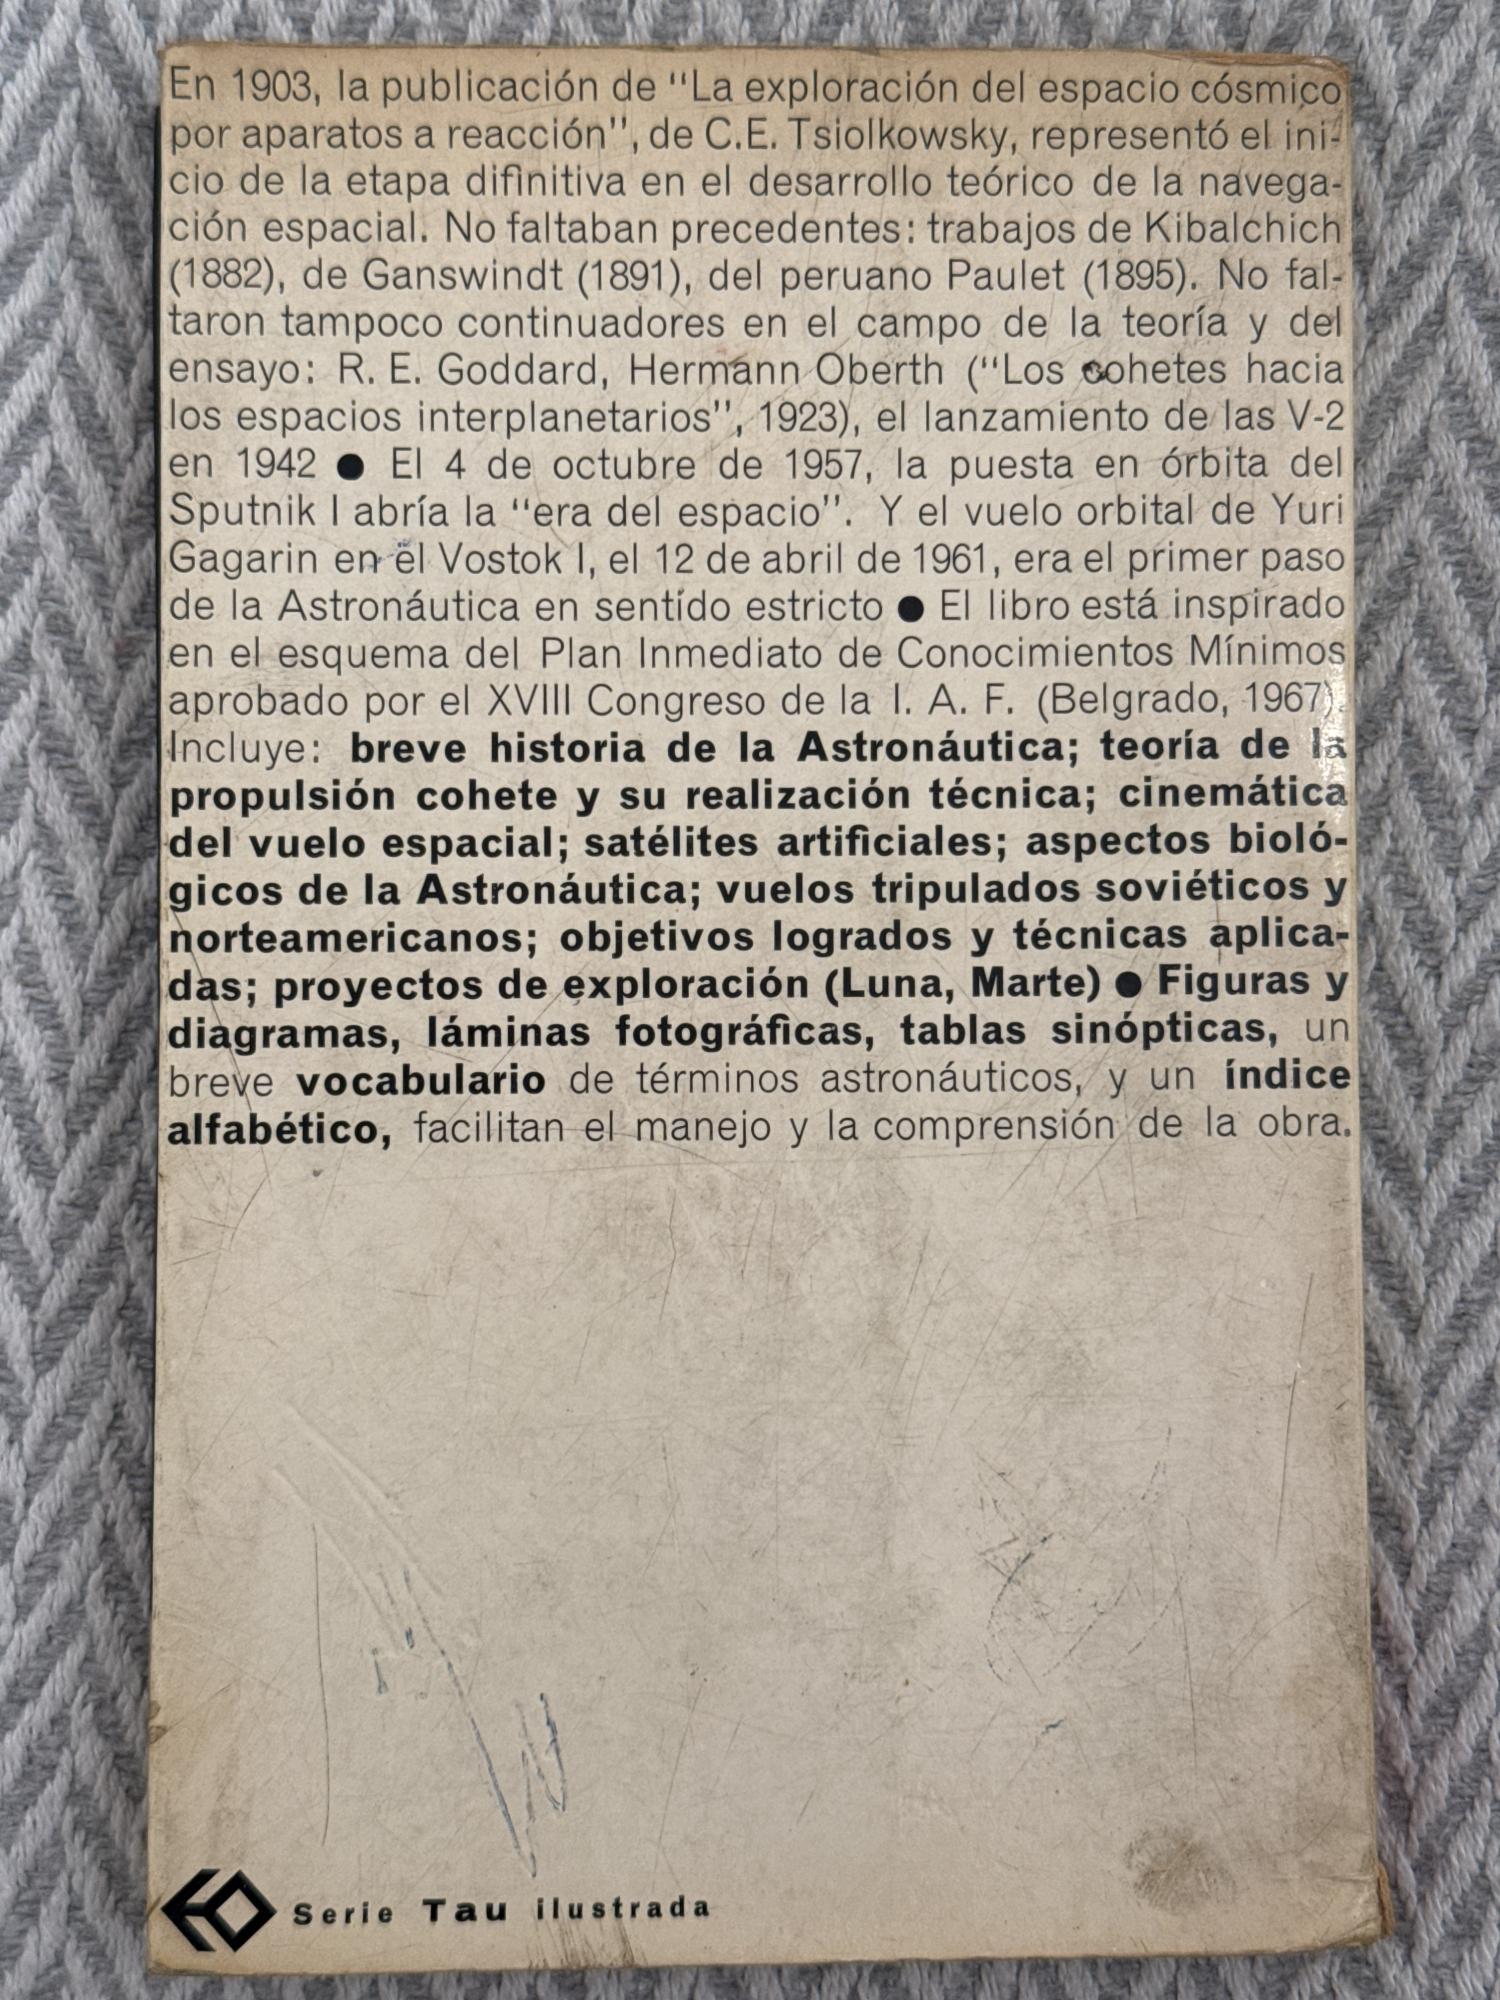 En 1903, la publicación de "La exploración del espacio cósmico
por aparatos a reacción", de C.E. Tsiolkowsky, representó el ini-
cio de la etapa difinitiva en el desarrollo teórico de la navega-
ción espacial. No faltaban precedentes: trabajos de Kibalchich
(1882), de Ganswindt (1891), del peruano Paulet (1895). No fal-
taron tampoco continuadores en el campo de la teoría y del
ensayo: R. E. Goddard, Hermann Oberth ("Los cohetes hacia
los espacios interplanetarios", 1923), el lanzamiento de las V-2
en 1942 ● El 4 de octubre de 1957, la puesta en órbita del
Sputnik I abría la "era del espacio". Y el vuelo orbital de Yuri
Gagarin en el Vostok I, el 12 de abril de 1961, era el primer paso
de la Astronáutica en sentido estricto ● El libro está inspirado
en el esquema del Plan Inmediato de Conocimientos Mínimos
aprobado por el XVIII Congreso de la I. A. F. (Belgrado, 1967).
Incluye: breve historia de la Astronáutica; teoría de la
propulsión cohete y su realización técnica; cinemática
del vuelo espacial; satélites artificiales; aspectos bioló-
gicos de la Astronáutica; vuelos tripulados soviéticos y
norteamericanos; objetivos logrados y técnicas aplica-
das; proyectos de exploración (Luna, Marte) ● Figuras y
diagramas, láminas fotográficas, tablas sinópticas, un
breve vocabulario de términos astronáuticos, y un índice
alfabético, facilitan el manejo y la comprensión de la obra.
Serie Tau ilustrada